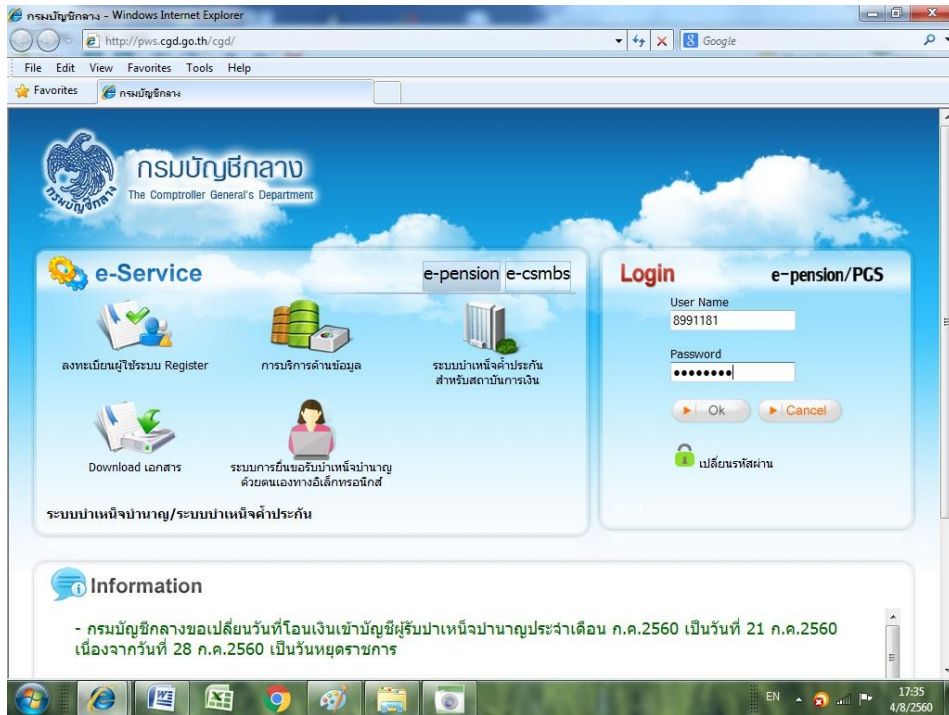 กรมบัญชีกลาง - Windows Internet Explorer
http://pws.cgd.go.th/cgd/
Google
File Edit View Favorites Tools Help
Favorites
กรมบัญชีกลาง
กรมบัญชีกลาง
กรมบัญชีกลาง
The Comptroller General's Department
e-Service
e-pension e-csmbs
ลงทะเบียนผู้ใช้ระบบ Register
การบริการด้านข้อมูล
ระบบบำเหน็จค้ำประกัน
สำหรับสถาบันการเงิน
Download เอกสาร
ระบบการยื่นขอรับบำเหน็จบำนาญ
ด้วยตนเองทางอิเล็กทรอนิกส์
ระบบบำเหน็จบำนาญ/ระบบบำเหน็จค้ำประกัน
Login
e-pension/PGS
User Name
8991181
Password
●●●●●●●●
Ok
Cancel
เปลี่ยนรหัสผ่าน
Information
- กรมบัญชีกลางขอเปลี่ยนวันที่โอนเงินเข้าบัญชีผู้รับบำเหน็จบำนาญประจำเดือน ก.ค.2560 เป็นวันที่ 21 ก.ค.2560
เนื่องจากวันที่ 28 ก.ค.2560 เป็นวันหยุดราชการ
EN
17:35
4/8/2560